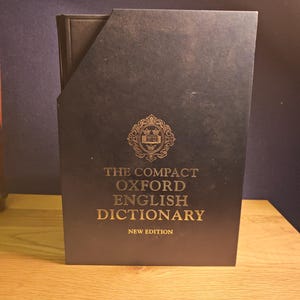 THE COMPACT
OXFORD
ENGLISH
DICTIONARY
NEW EDITION